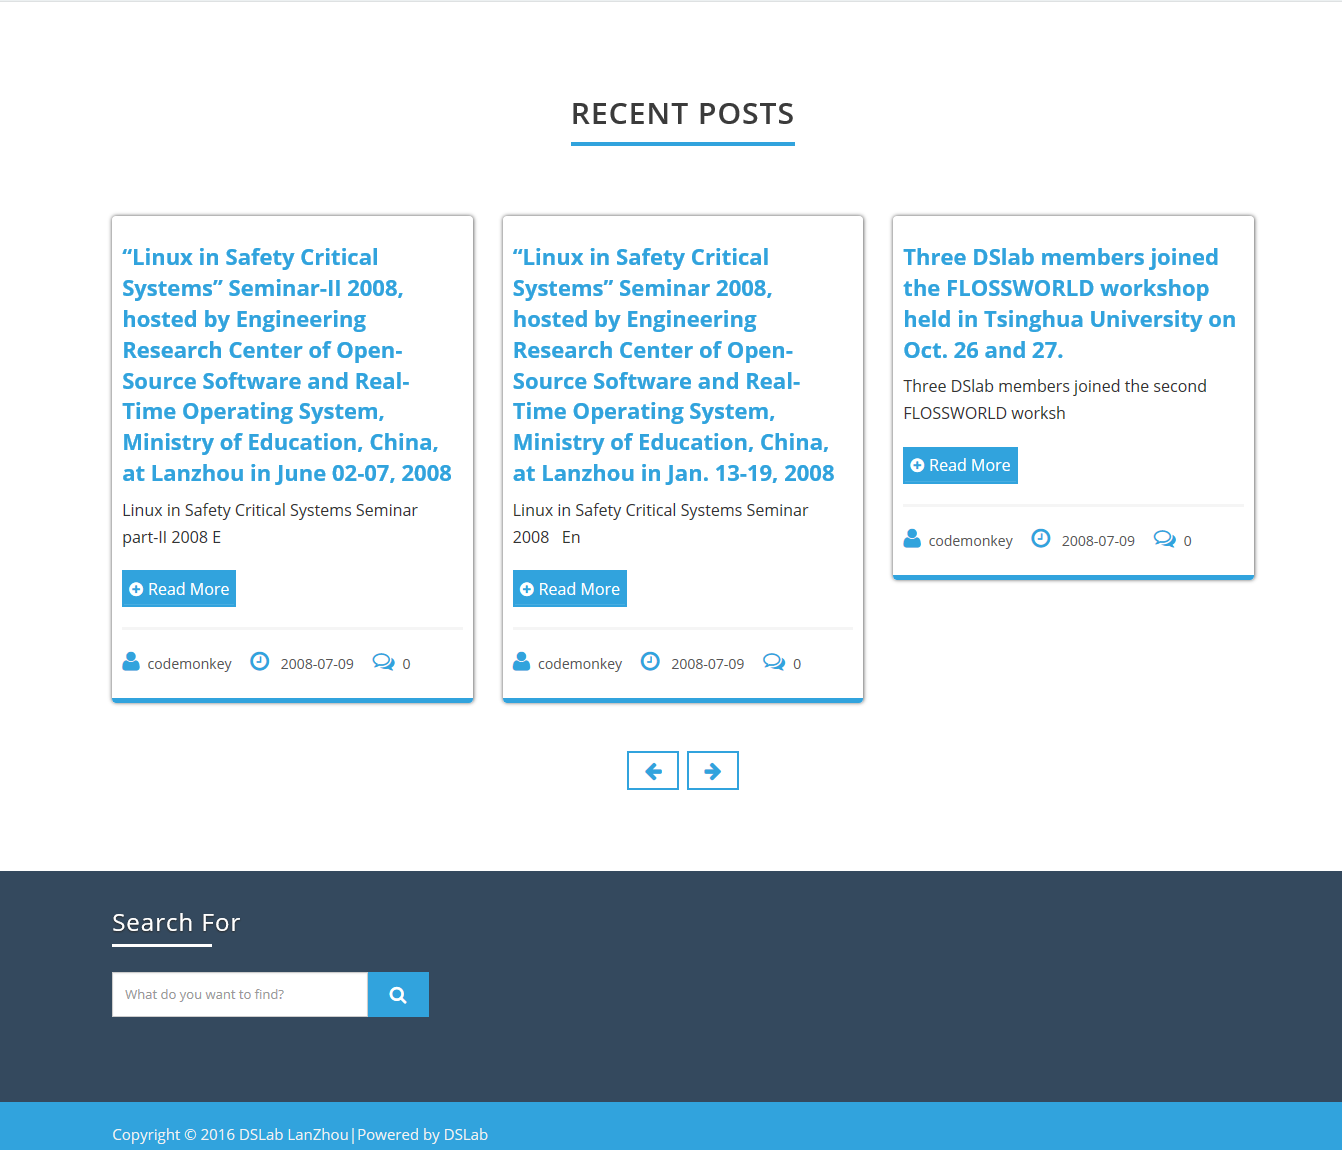 RECENT POSTS
“Linux in Safety Critical
Systems” Seminar-II 2008,
hosted by Engineering
Research Center of Open-
Source Software and Real-
Time Operating System,
Ministry of Education, China,
at Lanzhou in June 02-07, 2008
Linux in Safety Critical Systems Seminar
part-II 2008 E
Read More
codemonkey 2008-07-09 0
“Linux in Safety Critical
Systems” Seminar 2008,
hosted by Engineering
Research Center of Open-
Source Software and Real-
Time Operating System,
Ministry of Education, China,
at Lanzhou in Jan. 13-19, 2008
Linux in Safety Critical Systems Seminar
2008   En
Read More
codemonkey 2008-07-09 0
Three DSlab members joined
the FLOSSWORLD workshop
held in Tsinghua University on
Oct. 26 and 27.
Three DSlab members joined the second
FLOSSWORLD worksh
Read More
codemonkey 2008-07-09 0
Search For
What do you want to find?
Copyright © 2016 DSLab LanZhou|Powered by DSLab